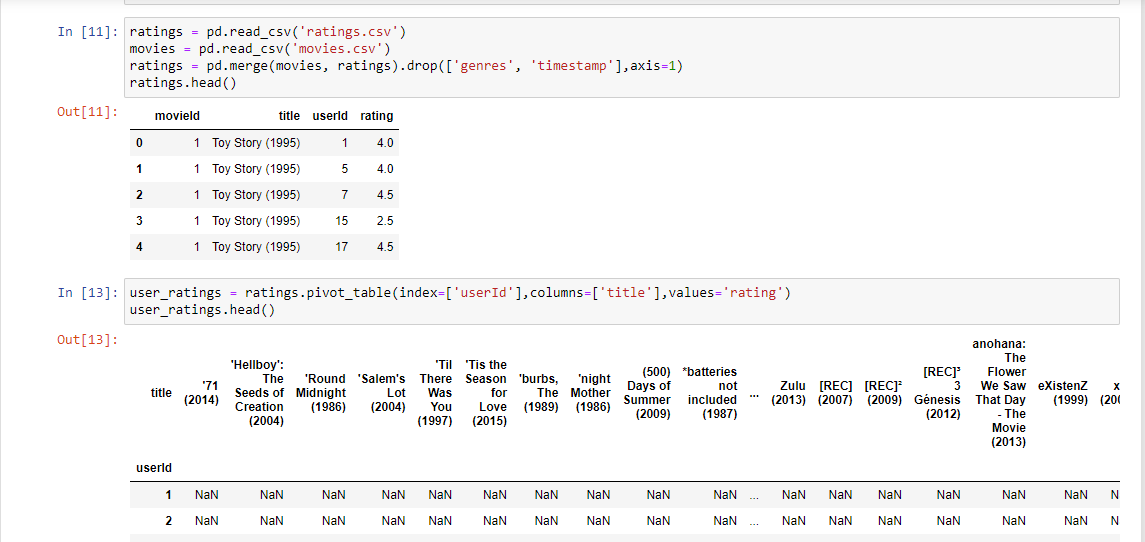 In [11]: ratings = pd.read_csv('ratings.csv')
movies = pd.read_csv('movies.csv')
ratings = pd.merge(movies, ratings).drop(['genres', 'timestamp'],axis=1)
ratings.head()
Out[11]:
movieId title userId rating
0 1 Toy Story (1995) 1 4.0
1 1 Toy Story (1995) 5 4.0
2 1 Toy Story (1995) 7 4.5
3 1 Toy Story (1995) 15 2.5
4 1 Toy Story (1995) 17 4.5
In [13]: user_ratings = ratings.pivot_table(index=['userId'],columns=['title'],values='rating')
user_ratings.head()
Out[13]:
title
'71
(2014)
'Hellboy':
The
Seeds of
Creation
(2004)
'Round
Midnight
(1986)
'Salem's
Lot
(2004)
'Til
There
Was
You
(1997)
'Tis the
Season
for
Love
(2015)
'burbs,
The
(1989)
'night
Mother
(1986)
(500)
Days of
Summer
(2009)
*batteries
not
included
(1987)
...
Zulu
(2013)
[REC]
(2007)
[REC]²
(2009)
[REC]³
3
Génesis
(2012)
anohana:
The
Flower
We Saw
That Day
- The
Movie
(2013)
eXistenZ
(1999)
x
(200
userId
1 NaN NaN NaN NaN NaN NaN NaN NaN NaN NaN ... NaN NaN NaN NaN NaN NaN N
2 NaN NaN NaN NaN NaN NaN NaN NaN NaN NaN ... NaN NaN NaN NaN NaN NaN N